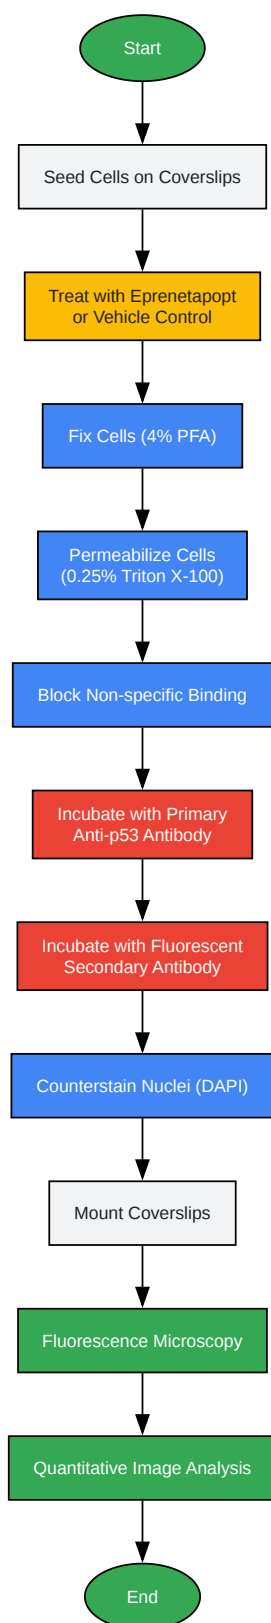 Start
Seed Cells on Coverslips
Treat with Eprenetapopt
or Vehicle Control
Fix Cells (4% PFA)
Permeabilize Cells
(0.25% Triton X-100)
Block Non-specific Binding
Incubate with Primary
Anti-p53 Antibody
Incubate with Fluorescent
Secondary Antibody
Counterstain Nuclei (DAPI)
Mount Coverslips
Fluorescence Microscopy
Quantitative Image Analysis
End